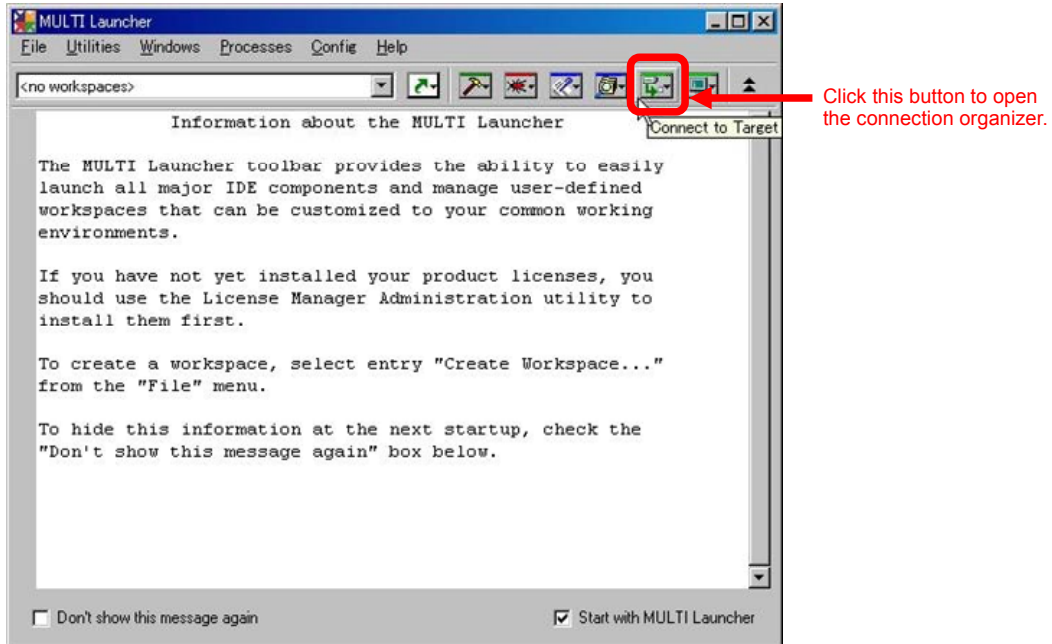 MULTI Launcher
File Utilities Windows Processes Config Help
<no workspaces>
Click this button to open
the connection organizer.
Connect to Target
Information about the MULTI Launcher
The MULTI Launcher toolbar provides the ability to easily
launch all major IDE components and manage user-defined
workspaces that can be customized to your common working
environments.
If you have not yet installed your product licenses, you
should use the License Manager Administration utility to
install them first.
To create a workspace, select entry "Create Workspace..."
from the "File" menu.
To hide this information at the next startup, check the
"Don't show this message again" box below.
Don't show this message again
Start with MULTI Launcher